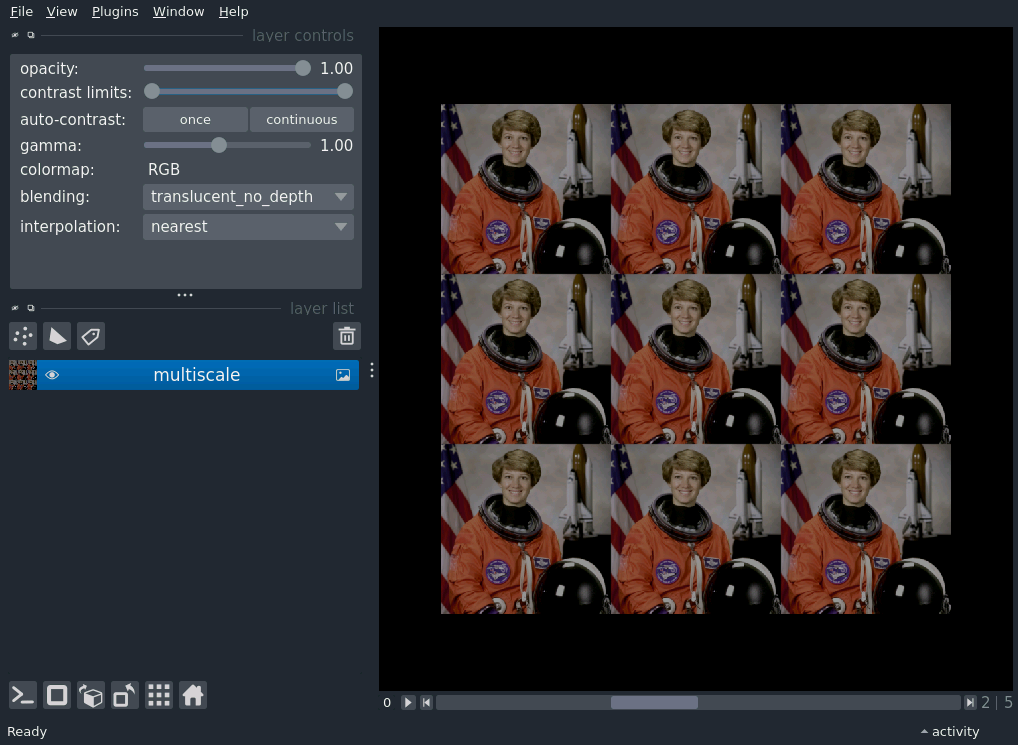 File View Plugins Window Help
layer controls
opacity: 1.00
contrast limits:
auto-contrast: once continuous
gamma: 1.00
colormap: RGB
blending: translucent_no_depth
interpolation: nearest
layer list
multiscale
0 2 | 5
Ready activity